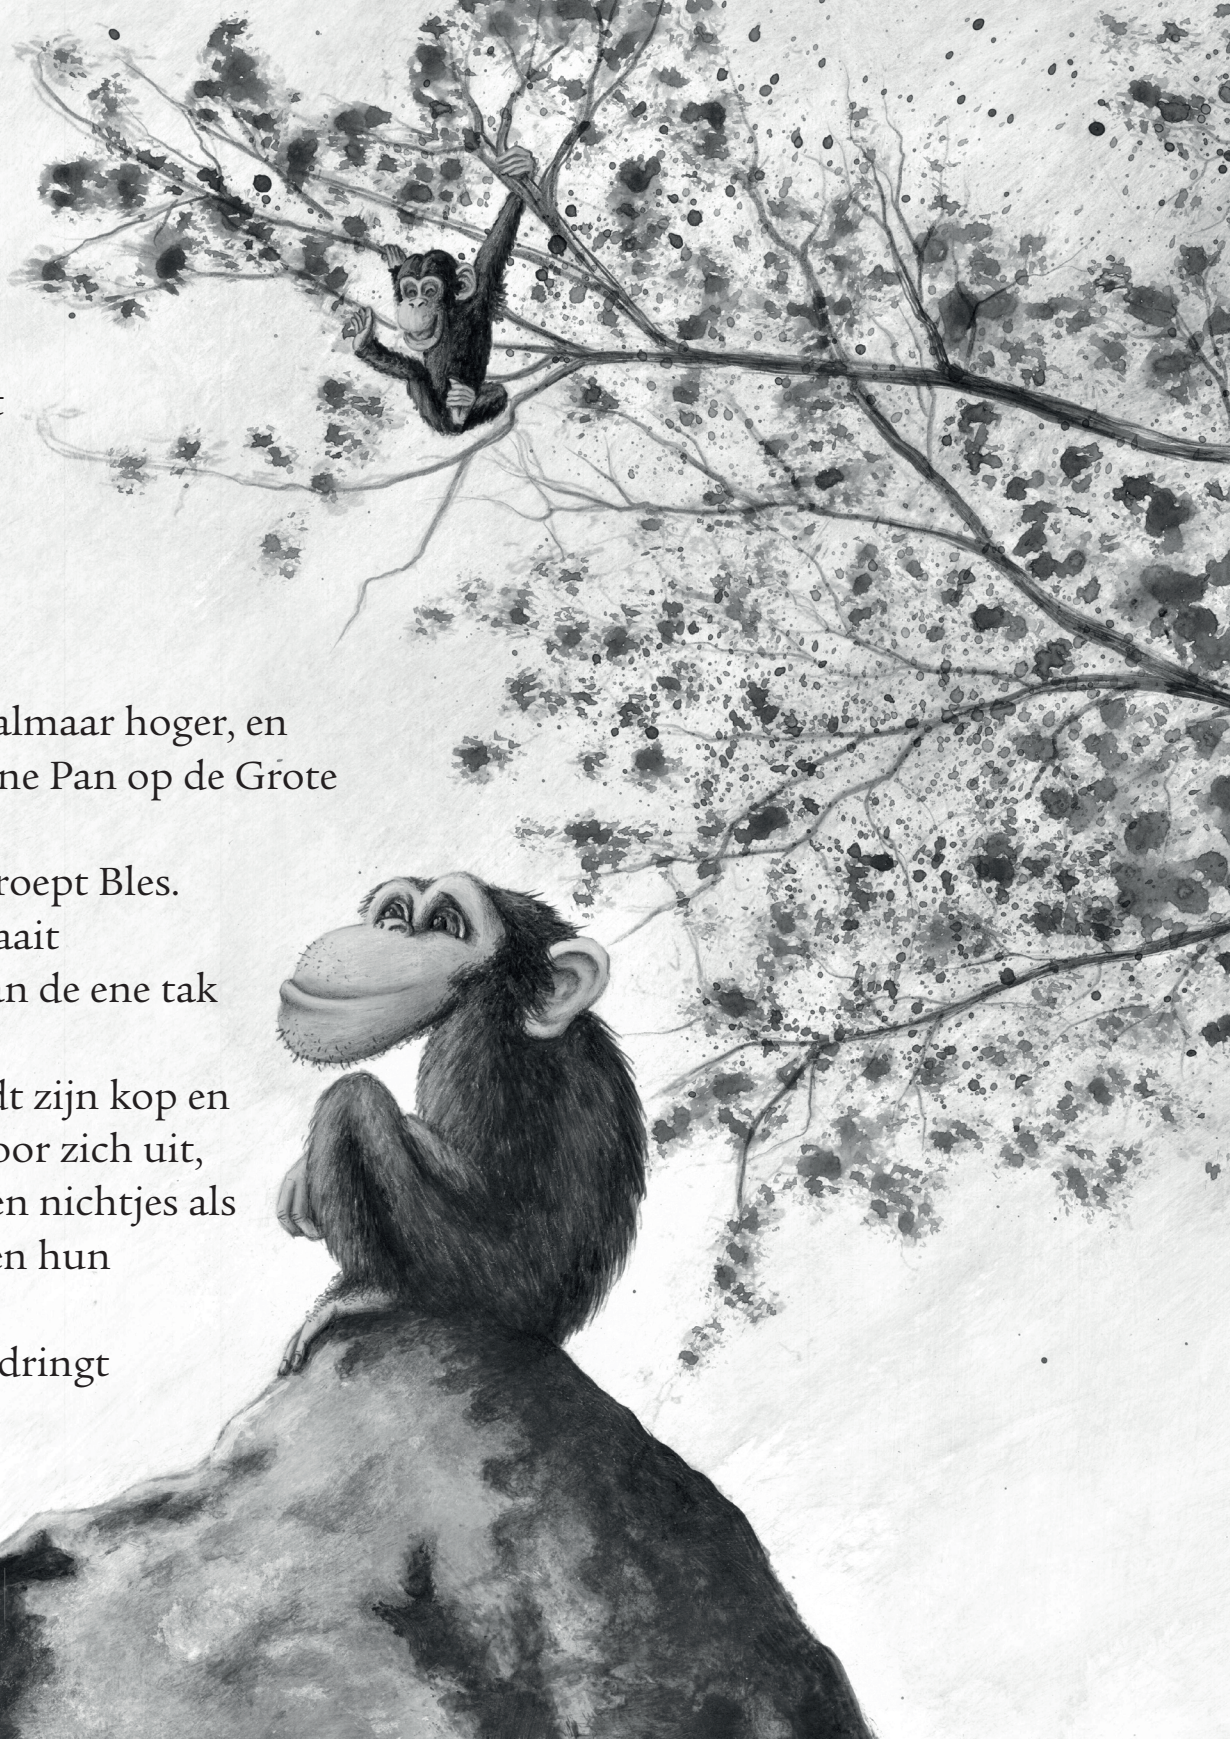 t
almaar hoger, en
ne Pan op de Grote
roept Bles.
aait
an de ene tak
dt zijn kop en
oor zich uit,
en nichtjes als
en hun
dringt